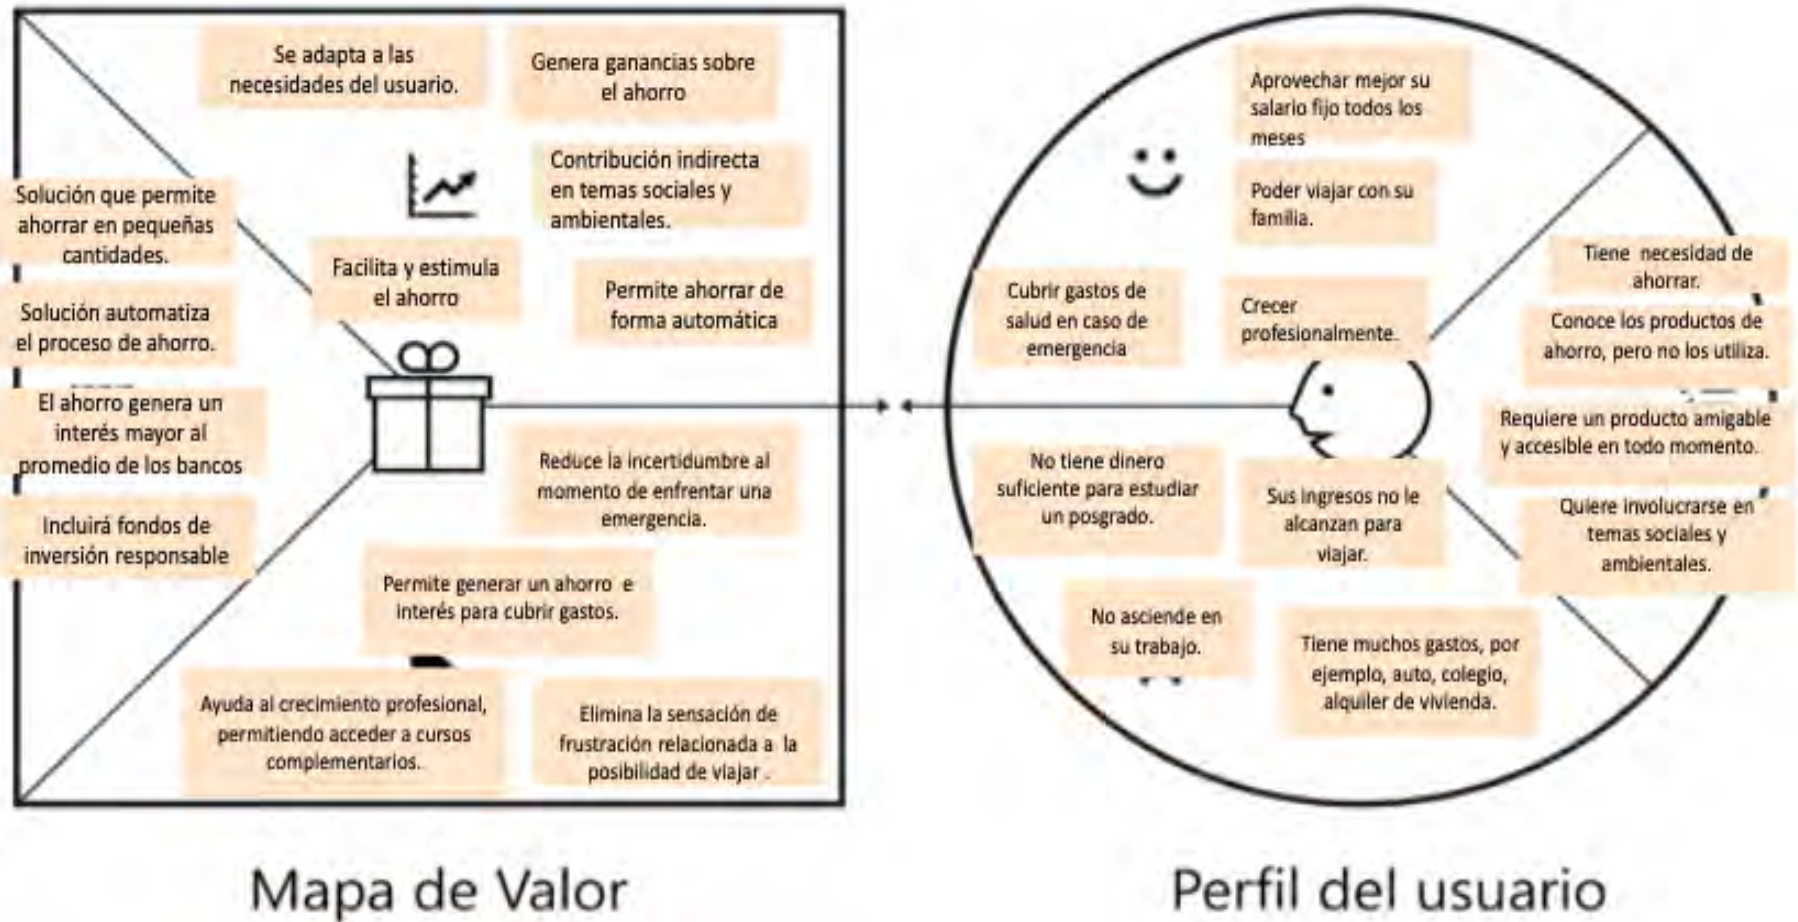 Se adapta a las
necesidades del usuario.
Genera ganancias sobre
el ahorro
Contribución indirecta
en temas sociales y
ambientales.
Solución que permite
ahorrar en pequeñas
cantidades.
Facilita y estimula
el ahorro
Permite ahorrar de
forma automática
Solución automatiza
el proceso de ahorro.
El ahorro genera un
interés mayor al
promedio de los bancos
Incluirá fondos de
inversión responsable
Reduce la incertidumbre al
momento de enfrentar una
emergencia.
Permite generar un ahorro e
interés para cubrir gastos.
Ayuda al crecimiento profesional,
permitiendo acceder a cursos
complementarios.
Elimina la sensación de
frustración relacionada a la
posibilidad de viajar .
Mapa de Valor
Aprovechar mejor su
salario fijo todos los
meses
Poder viajar con su
familia.
Cubrir gastos de
salud en caso de
emergencia
Crecer
profesionalmente.
Tiene necesidad de
ahorrar.
Conoce los productos de
ahorro, pero no los utiliza.
Requiere un producto amigable
y accesible en todo momento.
Quiere involucrarse en
temas sociales y
ambientales.
No tiene dinero
suficiente para estudiar
un posgrado.
Sus ingresos no le
alcanzan para
viajar.
No asciende en
su trabajo.
Tiene muchos gastos, por
ejemplo, auto, colegio,
alquiler de vivienda.
Perfil del usuario